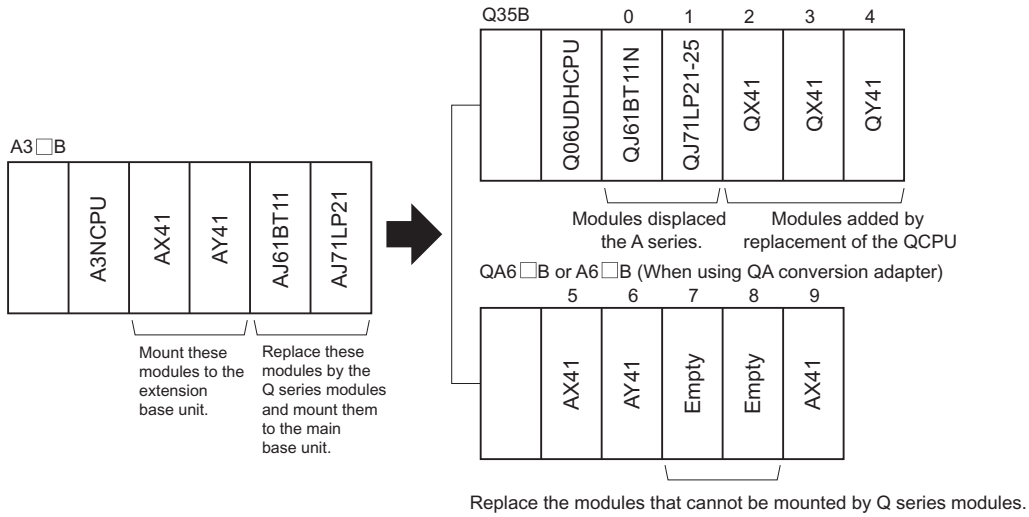 A3□B
A3NCPU
AX41
AY41
AJ61BT11
AJ71LP21
Mount these
modules to the
extension
base unit.
Replace these
modules by the
Q series modules
and mount them
to the main
base unit.
Q35B
0 1 2 3 4
Q06UDHCPU
QJ61BT11N
QJ71LP21-25
QX41
QX41
QY41
Modules displaced
the A series.
Modules added by
replacement of the QCPU
QA6□B or A6□B (When using QA conversion adapter)
5 6 7 8 9
AX41
AY41
Empty
Empty
AX41
Replace the modules that cannot be mounted by Q series modules.